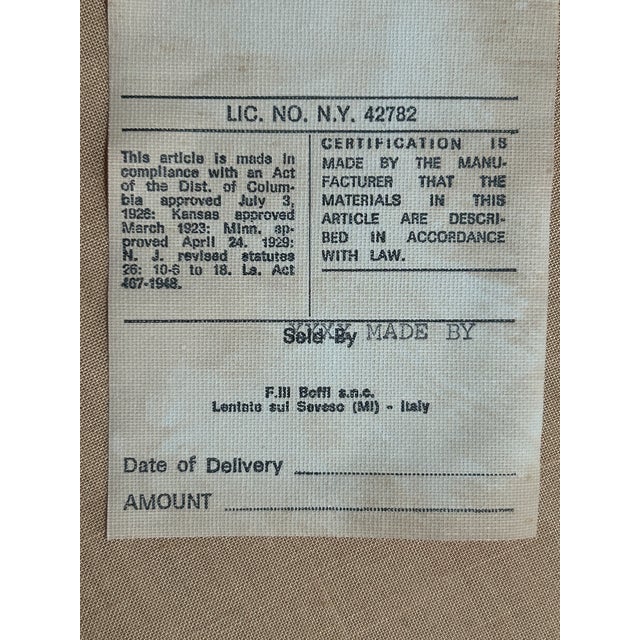 LIC. NO. N.Y. 42782
This article is made in
compliance with an Act
of the Dist. of Colum-
bia approved July 3,
1926: Kansas approved
March 1923: Minn. ap-
proved April 24. 1929:
N. J. revised statutes
26: 10-6 to 18. La. Act
467-1948.
CERTIFICATION IS
MADE BY THE MANU-
FACTURER THAT THE
MATERIALS IN THIS
ARTICLE ARE DESCRI-
BED IN ACCORDANCE
WITH LAW.
Sold By XXXX MADE BY
F.lli Boffi s.n.c.
Lentate sul Seveso (MI) - Italy
Date of Delivery
AMOUNT